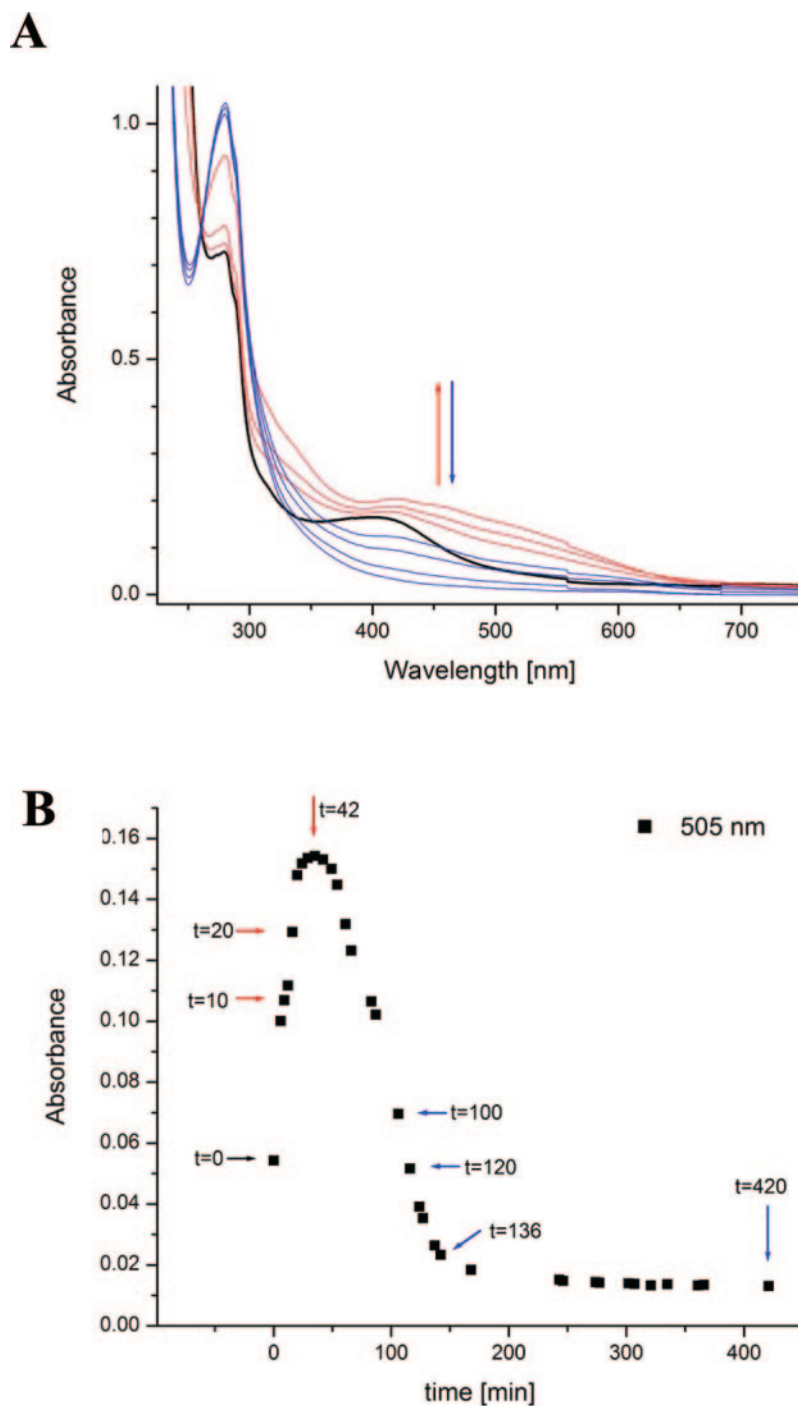 A
1.0
Absorbance
0.5
0.0
300 400 500 600 700
Wavelength [nm]
B
t=42
505 nm
0.16
0.14
t=20
0.12
t=10
0.10
Absorbance
0.08
t=100
0.06
t=0
t=120
t=420
0.04
t=136
0.02
0.00
0 100 200 300 400
time [min]